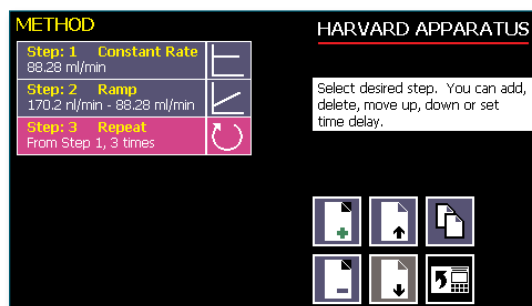 METHOD
Step: 1 Constant Rate
88.28 ml/min
Step: 2 Ramp
170.2 nl/min - 88.28 ml/min
Step: 3 Repeat
From Step 1, 3 times
HARVARD APPARATUS
Select desired step. You can add,
delete, move up, down or set
time delay.